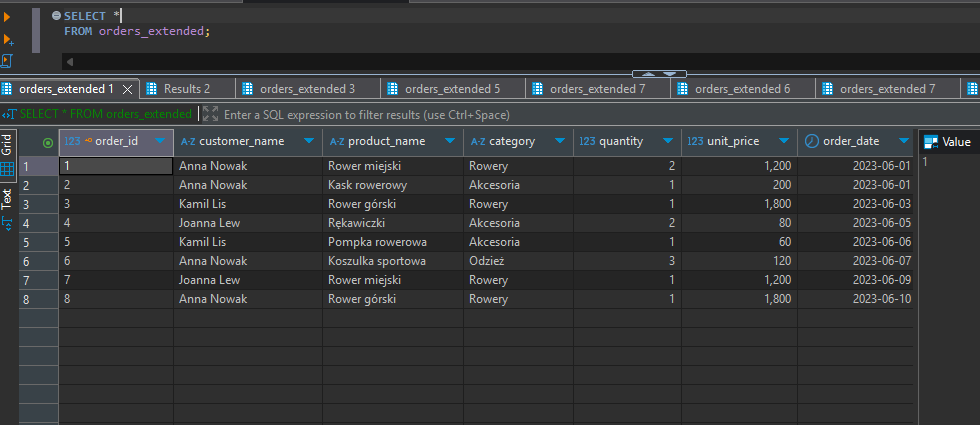 SELECT *
FROM orders_extended;
orders_extended 1 Results 2 orders_extended 3 orders_extended 5 orders_extended 7 orders_extended 6 orders_extended 7
SELECT * FROM orders_extended Enter a SQL expression to filter results (use Ctrl+Space)
Grid
Text
123 order_id A-Z customer_name A-Z product_name A-Z category 123 quantity 123 unit_price order_date
1 1 Anna Nowak Rower miejski Rowery 2 1,200 2023-06-01
2 2 Anna Nowak Kask rowerowy Akcesoria 1 200 2023-06-01
3 3 Kamil Lis Rower górski Rowery 1 1,800 2023-06-03
4 4 Joanna Lew Rękawiczki Akcesoria 2 80 2023-06-05
5 5 Kamil Lis Pompka rowerowa Akcesoria 1 60 2023-06-06
6 6 Anna Nowak Koszulka sportowa Odzież 3 120 2023-06-07
7 7 Joanna Lew Rower miejski Rowery 1 1,200 2023-06-09
8 8 Anna Nowak Rower górski Rowery 1 1,800 2023-06-10
Value
1